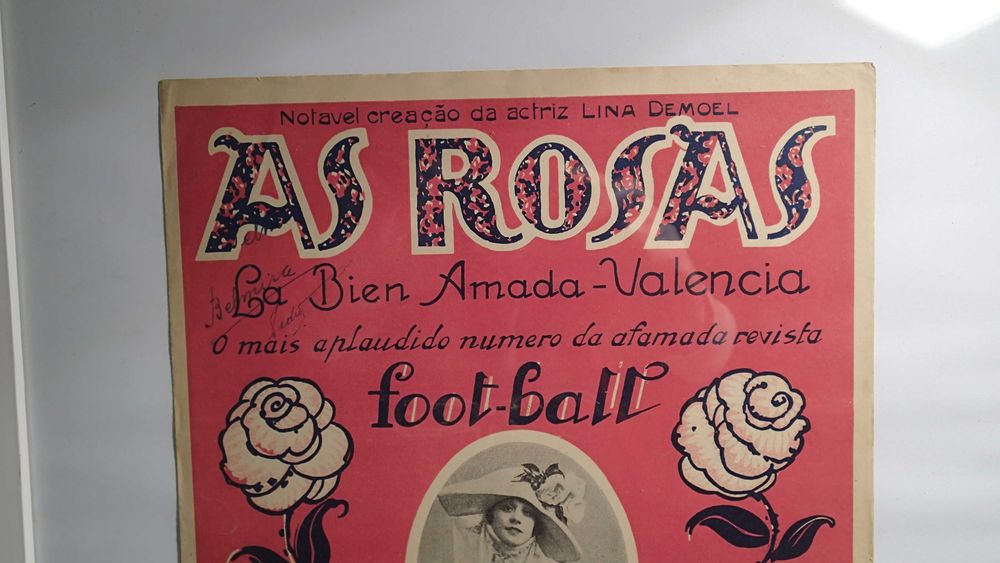 Notavel creação da actriz LINA DEMOEL
AS ROSAS
La Bien Amada - Valencia
Belmira
O mais aplaudido numero da afamada revista
foot-ball